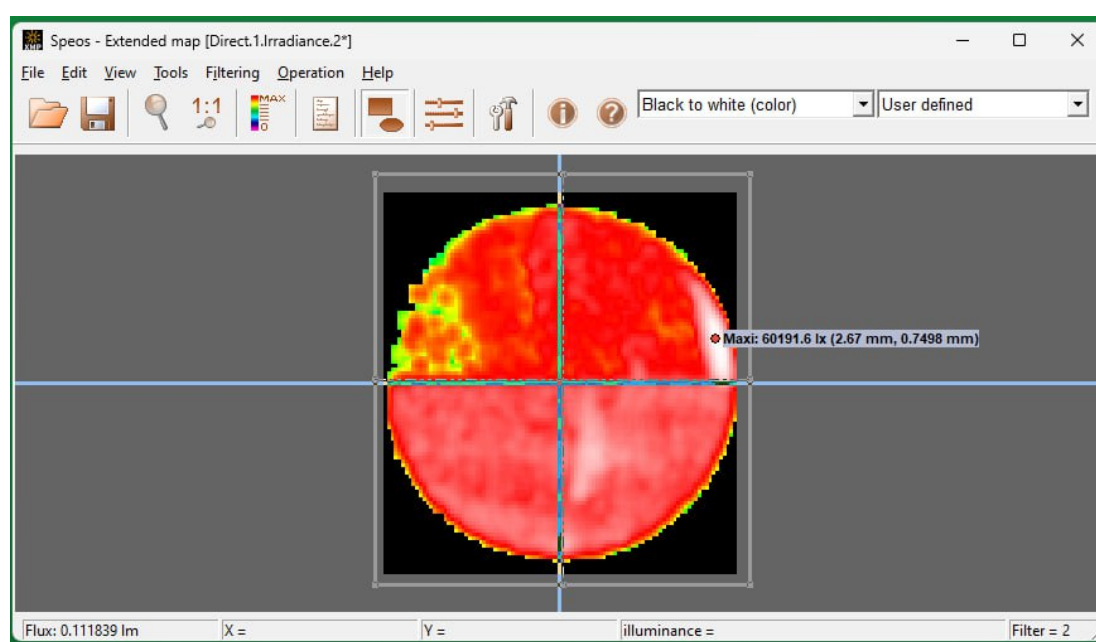 Speos - Extended map [Direct.1.Irradiance.2*]
File Edit View Tools Filtering Operation Help
XMP 1:1 MAX 0 Black to white (color) User defined
Maxi: 60191.6 lx (2.67 mm, 0.7498 mm)
Flux: 0.111839 lm X = Y = illuminance = Filter = 2